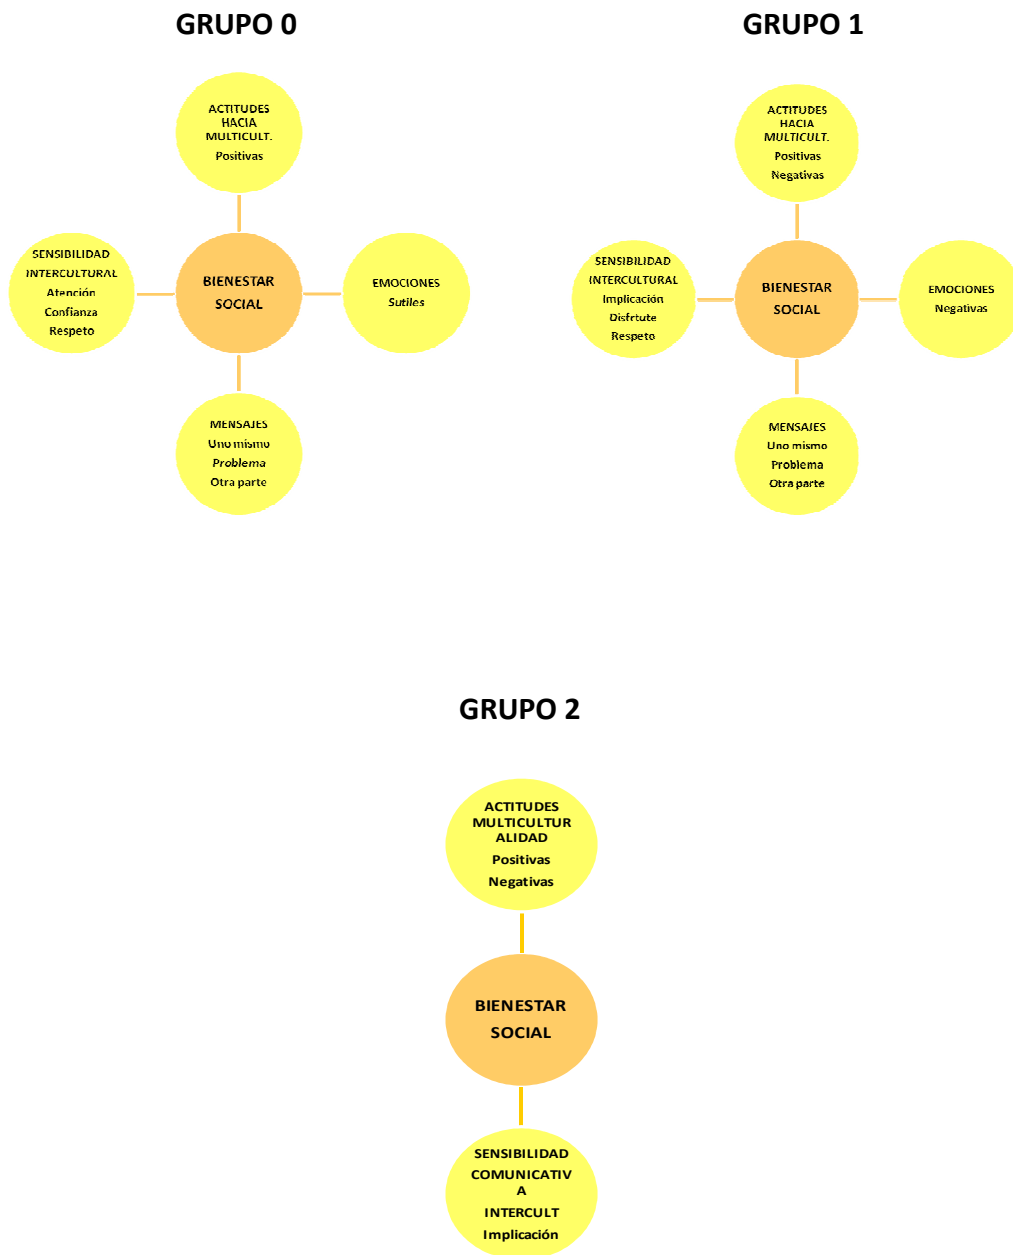 GRUPO 0
ACTITUDES
HACIA
MULTICULT.
Positivas
SENSIBILIDAD
INTERCULTURAL
Atención
Confianza
Respeto
BIENESTAR
SOCIAL
EMOCIONES
Sutiles
MENSAJES
Uno mismo
Problema
Otra parte
GRUPO 1
ACTITUDES
HACIA
MULTICULT.
Positivas
Negativas
SENSIBILIDAD
INTERCULTURAL
Implicación
Disfrtute
Respeto
BIENESTAR
SOCIAL
EMOCIONES
Negativas
MENSAJES
Uno mismo
Problema
Otra parte
GRUPO 2
ACTITUDES
MULTICULTUR
ALIDAD
Positivas
Negativas
BIENESTAR
SOCIAL
SENSIBILIDAD
COMUNICATIV
A
INTERCULT
Implicación